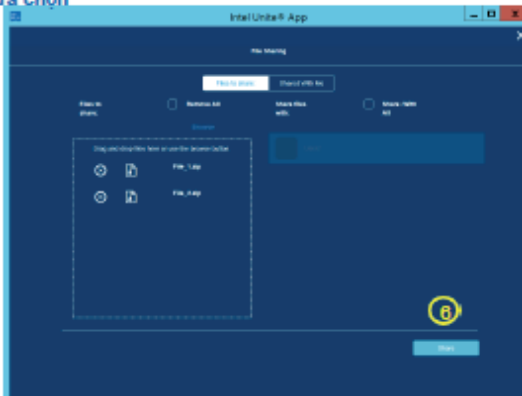 ra chọn
Intel Unite® App
File Sharing
Files to share
Shared with Me
Files to share:
Remove All
Share files with:
Share With All
Browse
Drag and drop files here or use the browse button
File_1.zip
File_2.zip
6
Share